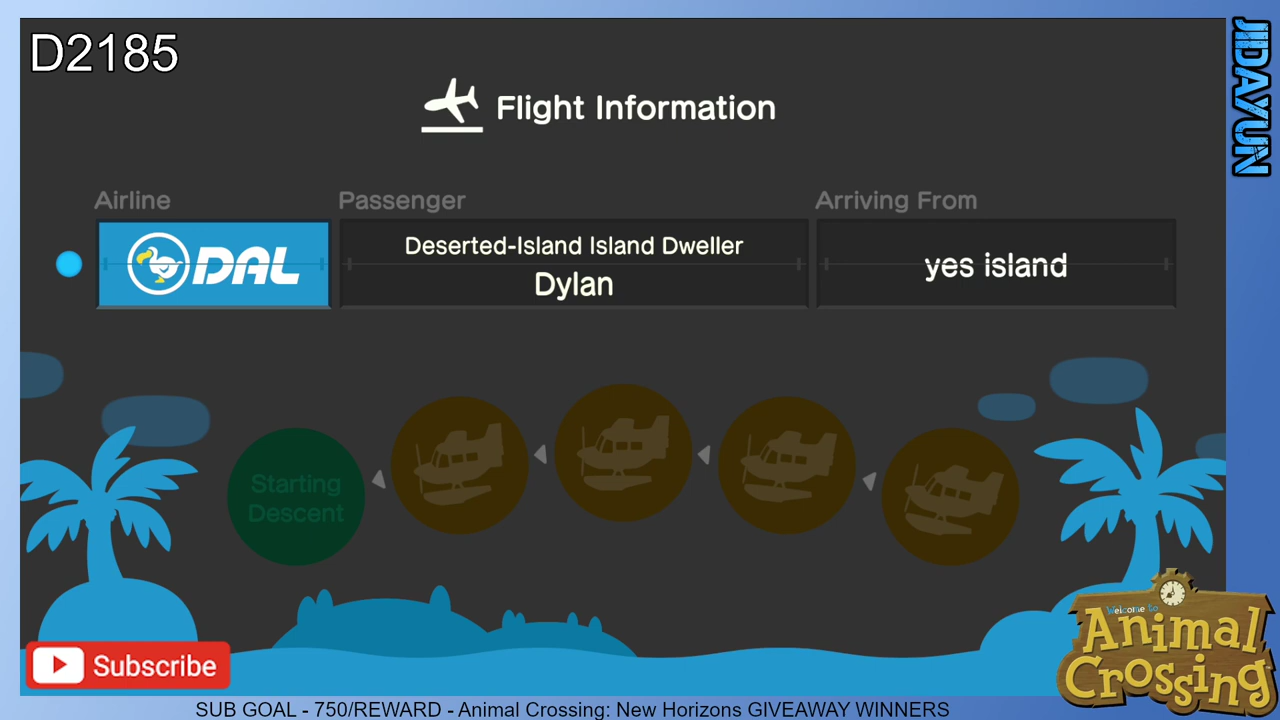 D2185
JIDAYUN
Flight Information
Airline
Passenger
Arriving From
DAL
Deserted-Island Island Dweller
Dylan
yes island
Starting
Descent
Subscribe
Welcome to
Animal
Crossing
SUB GOAL - 750/REWARD - Animal Crossing: New Horizons GIVEAWAY WINNERS